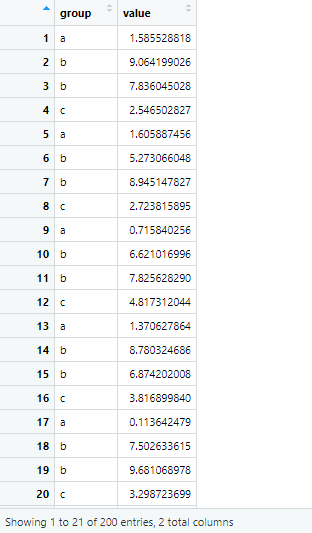 group value
1 a 1.585528818
2 b 9.064199026
3 b 7.836045028
4 c 2.546502827
5 a 1.605887456
6 b 5.273066048
7 b 8.945147827
8 c 2.723815895
9 a 0.715840256
10 b 6.621016996
11 b 7.825628290
12 c 4.817312044
13 a 1.370627864
14 b 8.780324686
15 b 6.874202008
16 c 3.816899840
17 a 0.113642479
18 b 7.502633615
19 b 9.681068978
20 c 3.298723699
Showing 1 to 21 of 200 entries, 2 total columns